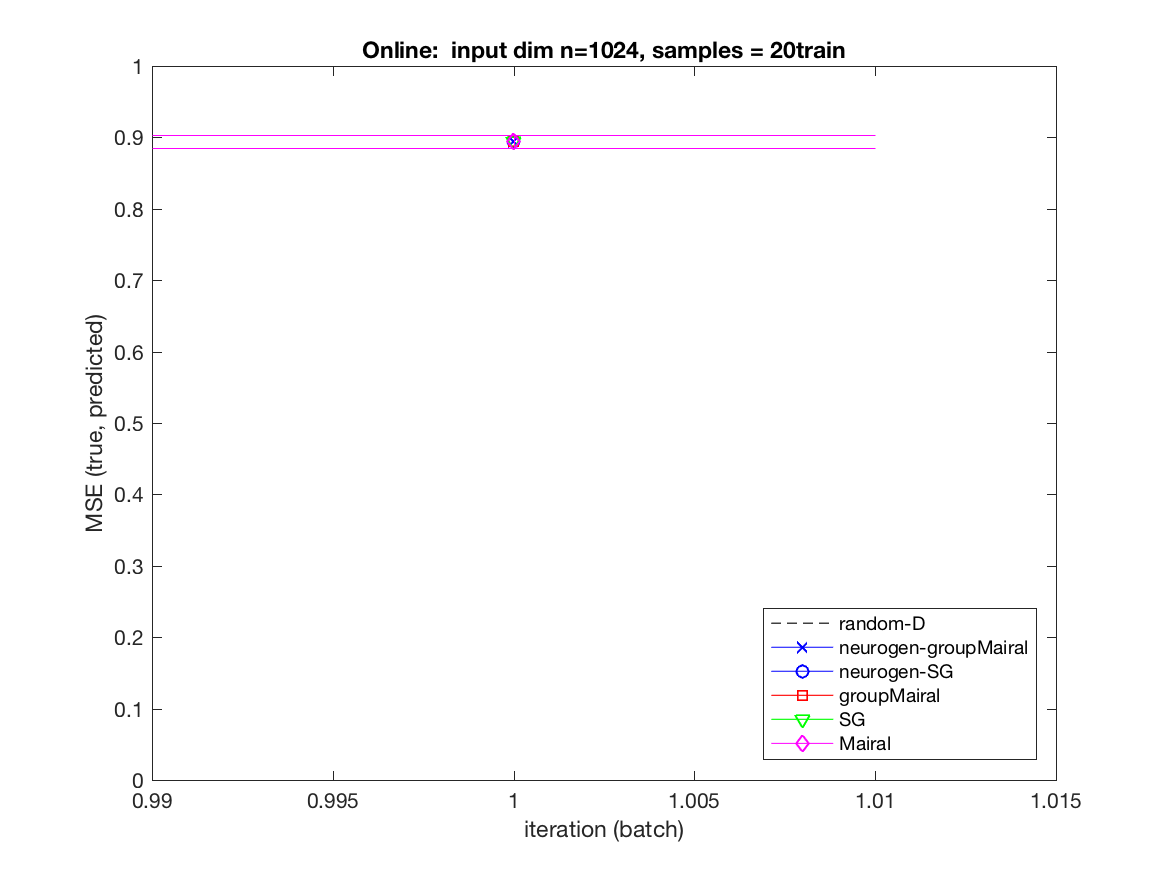 Online:  input dim n=1024, samples = 20train
1
0.9
0.8
0.7
0.6
0.5
0.4
0.3
0.2
0.1
0
MSE (true, predicted)
random-D
neurogen-groupMairal
neurogen-SG
groupMairal
SG
Mairal
0.99 0.995 1 1.005 1.01 1.015
iteration (batch)